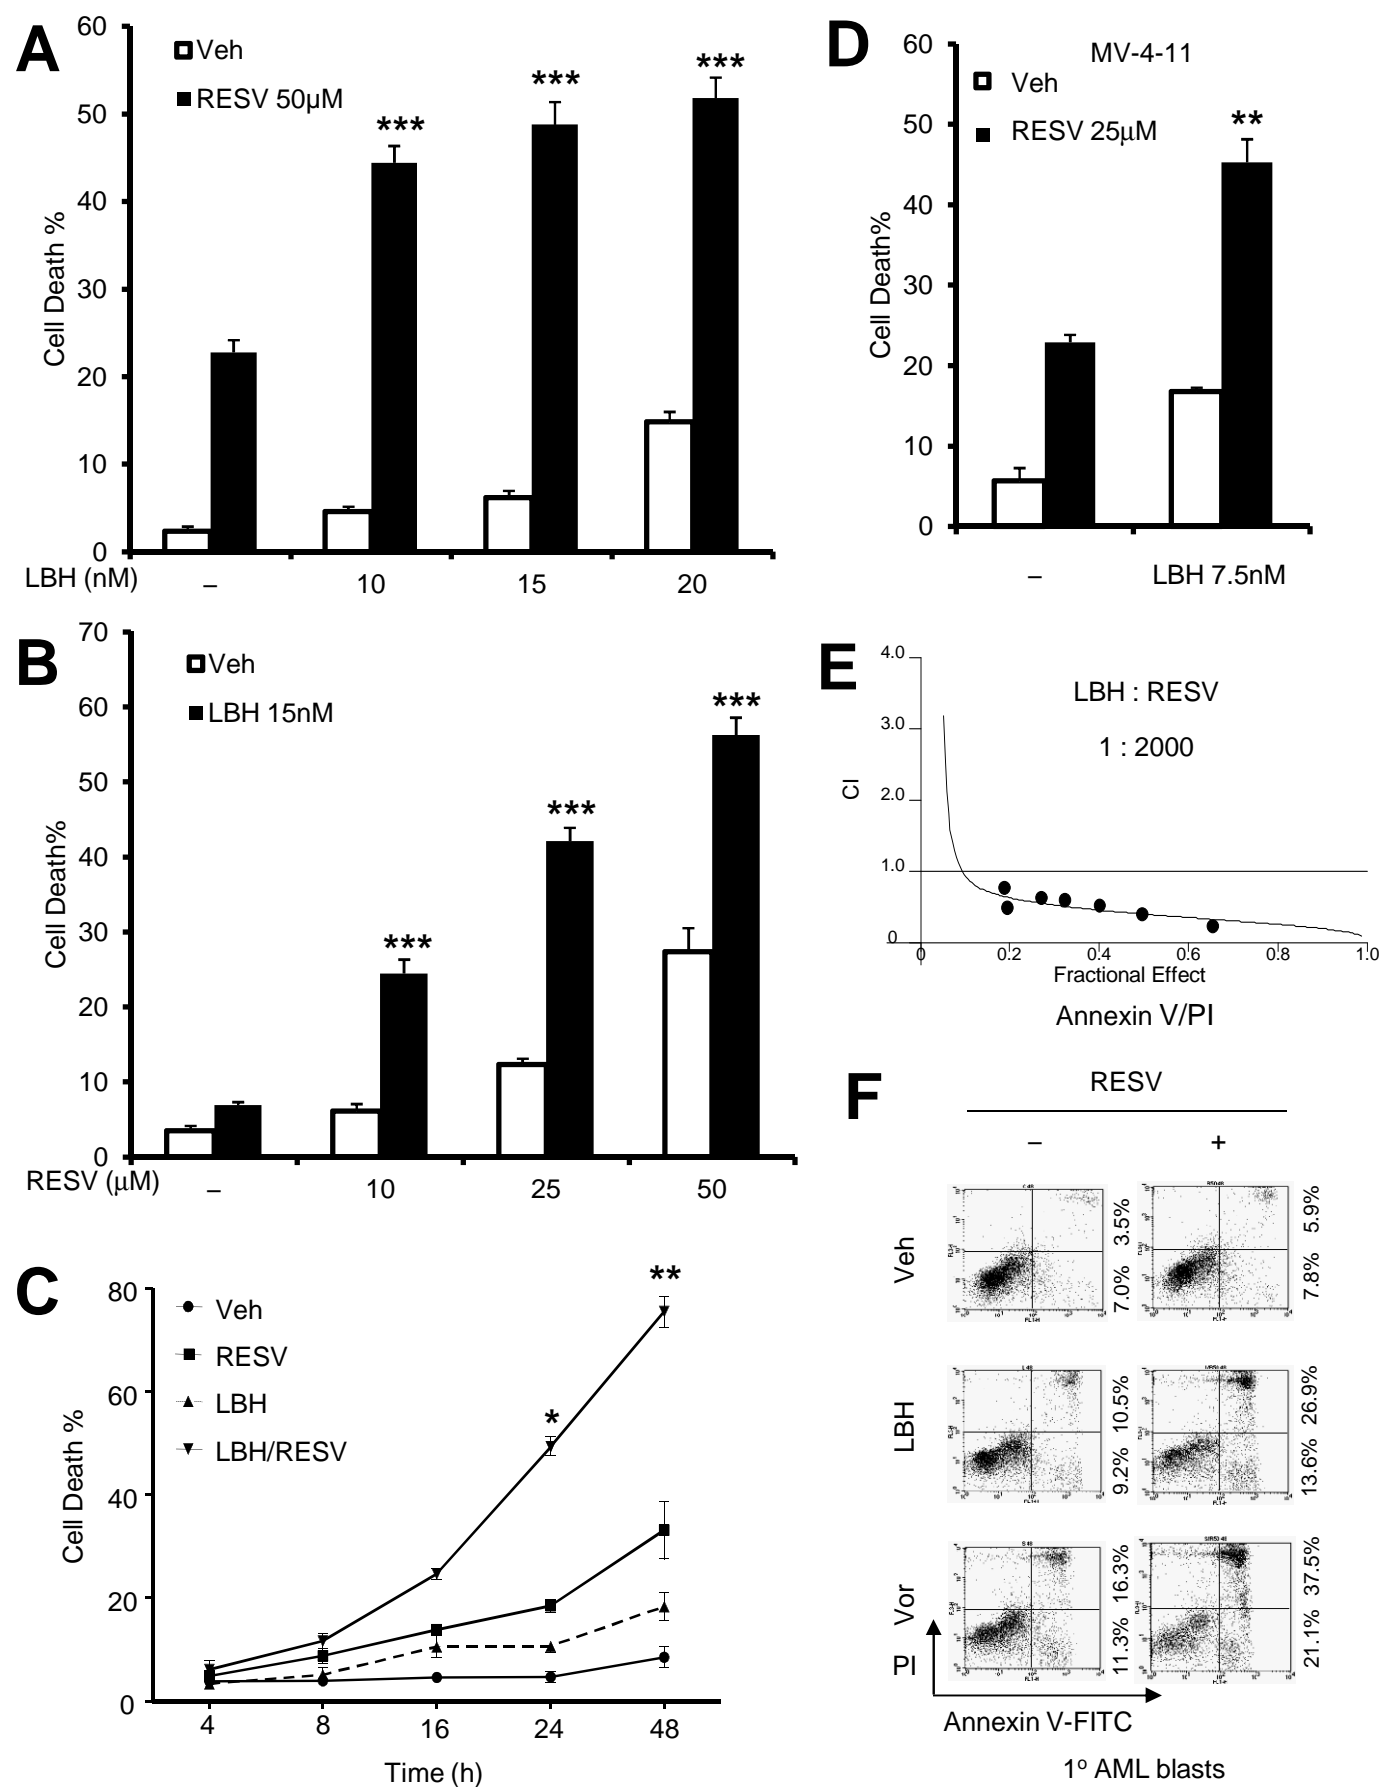 A
60
50
40
30
20
10
0
Cell Death %
Veh
RESV 50µM
***
***
***
LBH (nM)
–
10
15
20
B
70
60
50
40
30
20
10
0
Cell Death%
Veh
LBH 15nM
***
***
***
RESV (µM)
–
10
25
50
C
80
60
40
20
0
Cell Death %
Veh
RESV
LBH
LBH/RESV
*
**
4
8
16
24
48
Time (h)
D
60
50
40
30
20
10
0
Cell Death%
MV-4-11
Veh
RESV 25µM
**
–
LBH 7.5nM
E
4.0
3.0
2.0
1.0
0
CI
LBH : RESV
1 : 2000
0
0.2
0.4
0.6
0.8
1.0
Fractional Effect
Annexin V/PI
F
RESV
–
+
Veh
3.5%
7.0%
5.9%
7.8%
LBH
10.5%
9.2%
26.9%
13.6%
Vor
16.3%
11.3%
37.5%
21.1%
PI
Annexin V-FITC
1º AML blasts